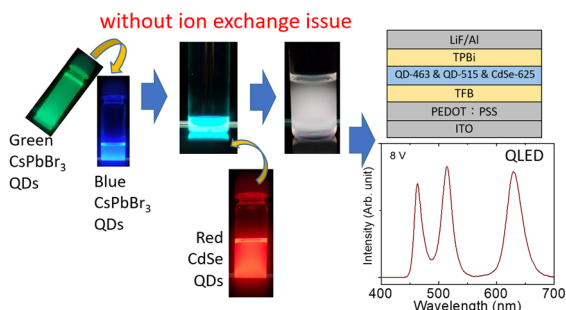 without ion exchange issue
Green
CsPbBr₃
QDs
Blue
CsPbBr₃
QDs
Red
CdSe
QDs
LiF/Al
TPBi
QD-463 & QD-515 & CdSe-625
TFB
PEDOT：PSS
ITO
8 V
QLED
Intensity (Arb. unit)
400 500 600 700
Wavelength (nm)